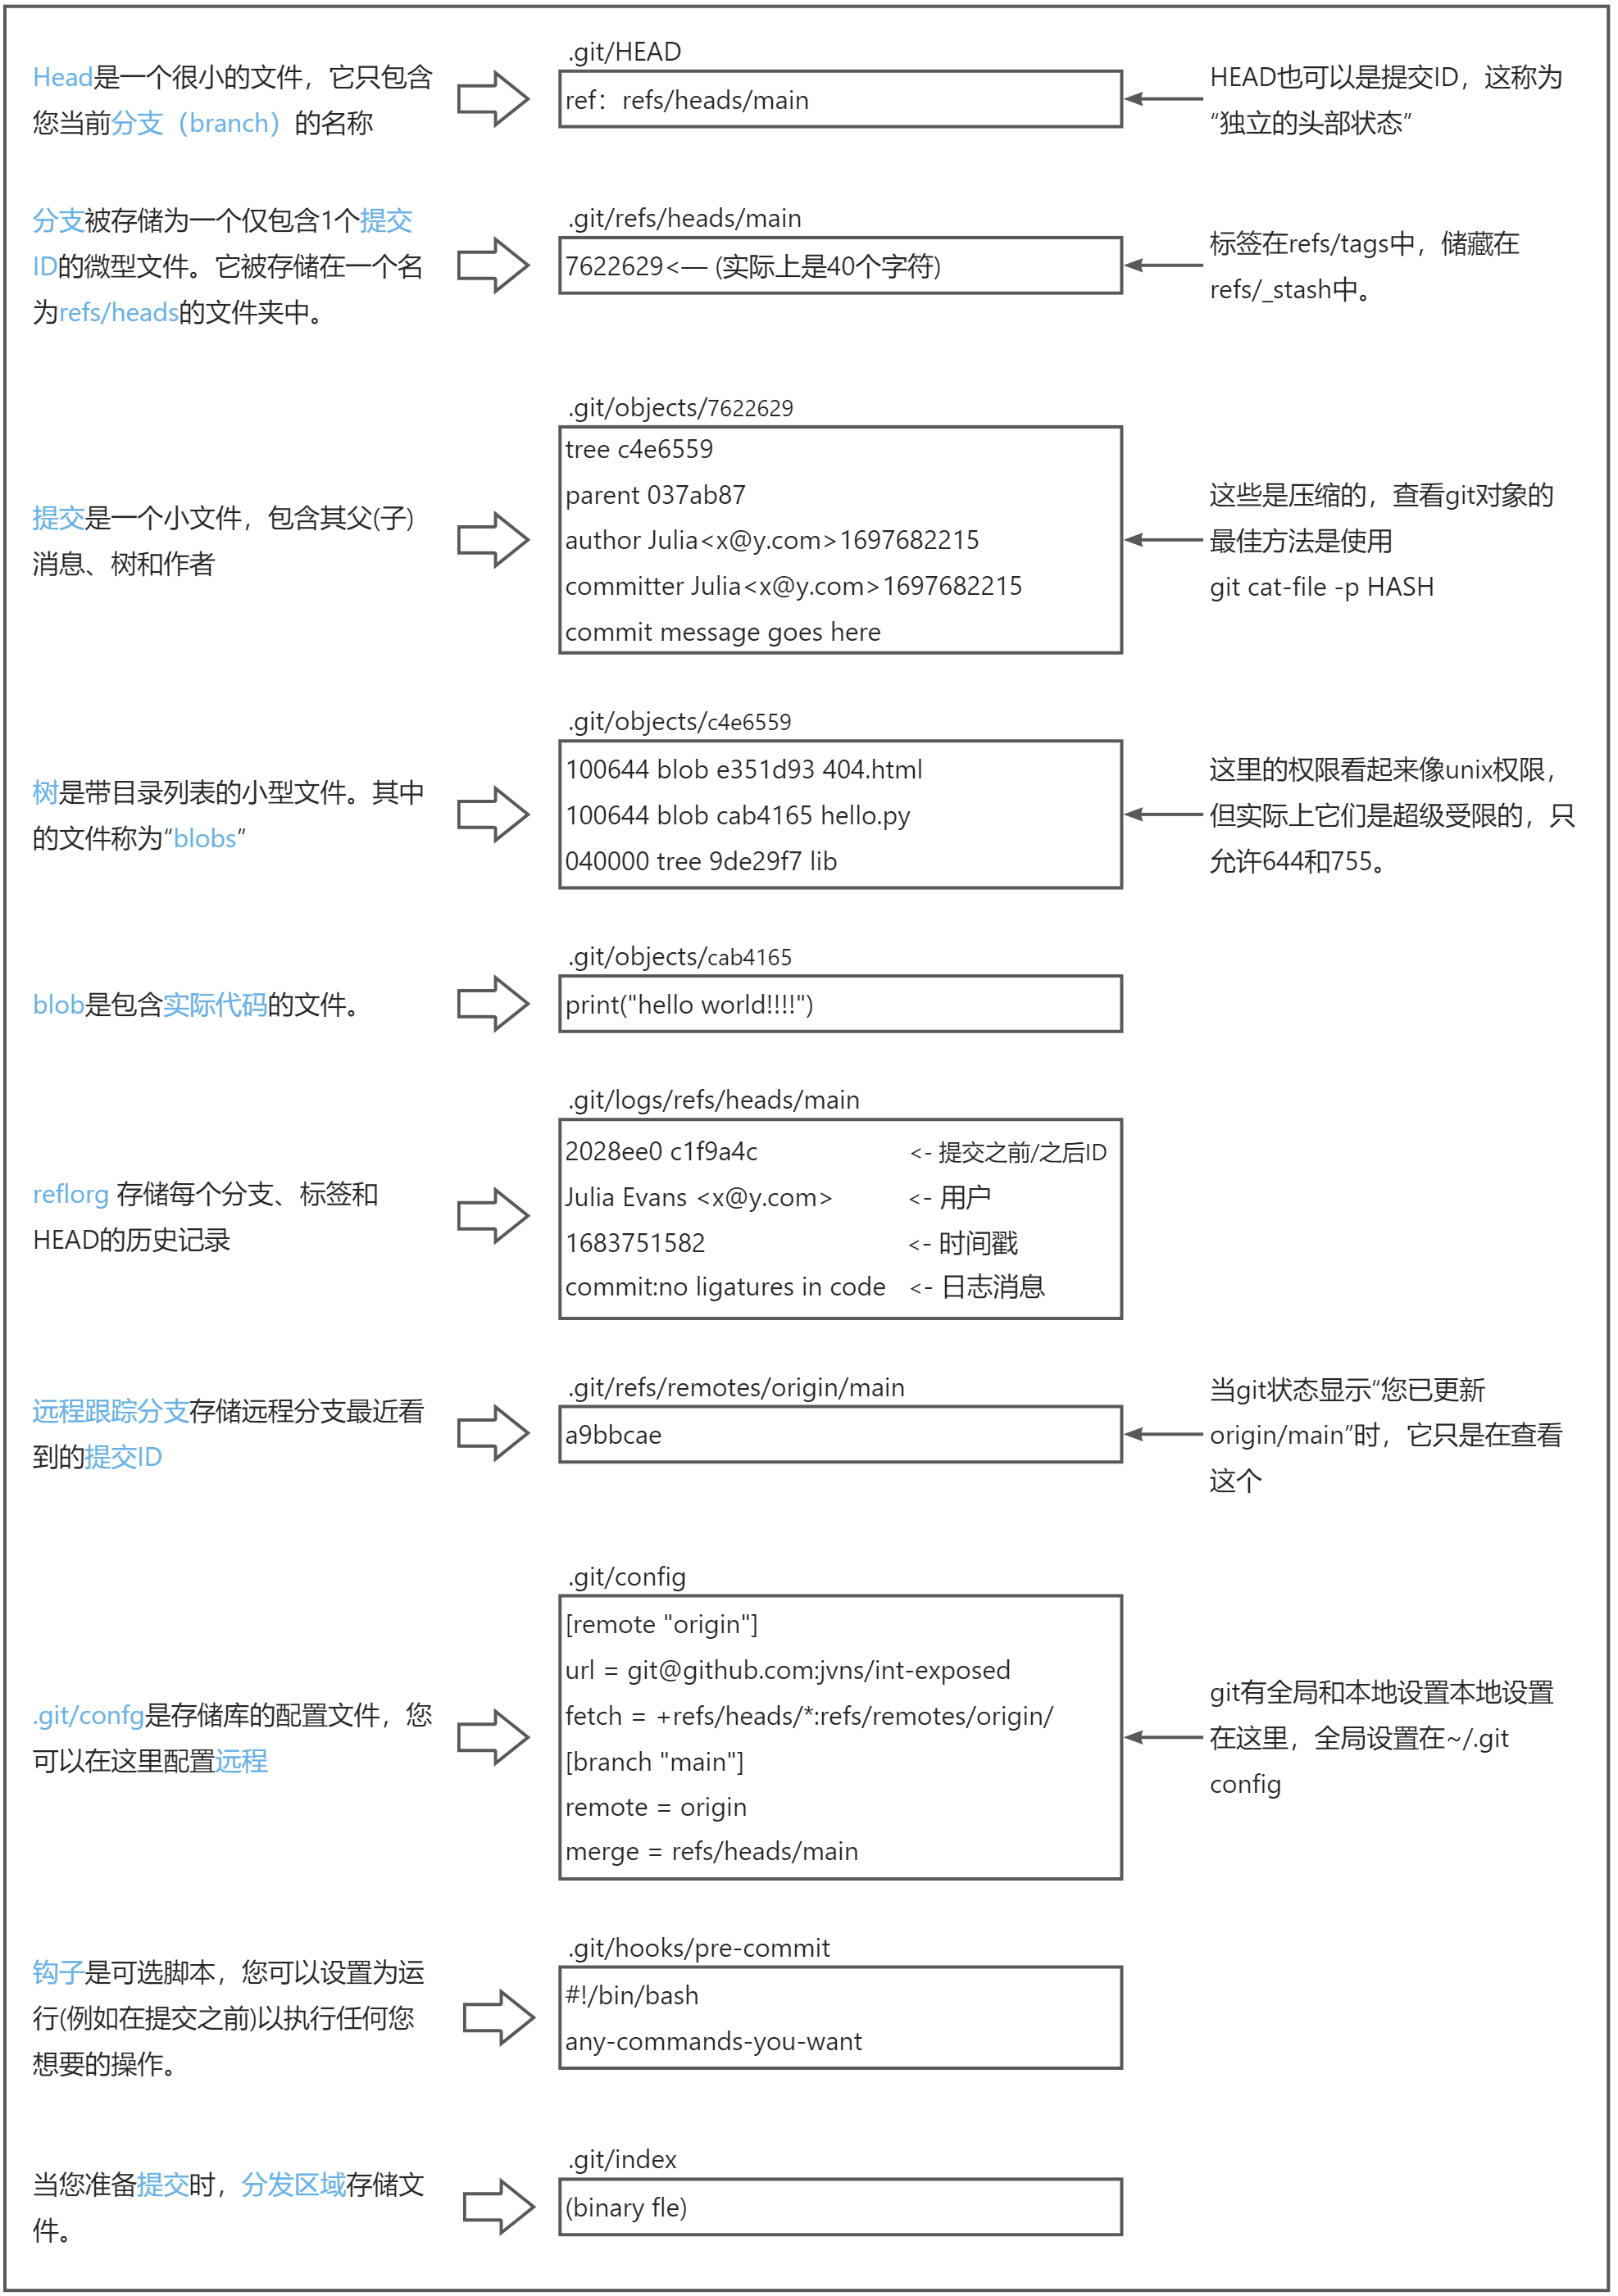 Head是一个很小的文件，它只包含
您当前分支（branch）的名称
.git/HEAD
ref：refs/heads/main
HEAD也可以是提交ID，这称为
“独立的头部状态”
分支被存储为一个仅包含1个提交
ID的微型文件。它被存储在一个名
为refs/heads的文件夹中。
.git/refs/heads/main
7622629<— (实际上是40个字符)
标签在refs/tags中，储藏在
refs/_stash中。
提交是一个小文件，包含其父(子)
消息、树和作者
.git/objects/7622629
tree c4e6559
parent 037ab87
author Julia<x@y.com>1697682215
committer Julia<x@y.com>1697682215
commit message goes here
这些是压缩的，查看git对象的
最佳方法是使用
git cat-file -p HASH
树是带目录列表的小型文件。其中
的文件称为“blobs”
.git/objects/c4e6559
100644 blob e351d93 404.html
100644 blob cab4165 hello.py
040000 tree 9de29f7 lib
这里的权限看起来像unix权限，
但实际上它们是超级受限的，只
允许644和755。
blob是包含实际代码的文件。
.git/objects/cab4165
print("hello world!!!!")
reflorg 存储每个分支、标签和
HEAD的历史记录
.git/logs/refs/heads/main
2028ee0 c1f9a4c <- 提交之前/之后ID
Julia Evans <x@y.com> <- 用户
1683751582 <- 时间戳
commit:no ligatures in code <- 日志消息
远程跟踪分支存储远程分支最近看
到的提交ID
.git/refs/remotes/origin/main
a9bbcae
当git状态显示“您已更新
origin/main”时，它只是在查看
这个
.git/confg是存储库的配置文件，您
可以在这里配置远程
.git/config
[remote "origin"]
url = git@github.com:jvns/int-exposed
fetch = +refs/heads/*:refs/remotes/origin/
[branch "main"]
remote = origin
merge = refs/heads/main
git有全局和本地设置本地设置
在这里，全局设置在~/.git
config
钩子是可选脚本，您可以设置为运
行(例如在提交之前)以执行任何您
想要的操作。
.git/hooks/pre-commit
#!/bin/bash
any-commands-you-want
当您准备提交时，分发区域存储文
件。
.git/index
(binary fle)